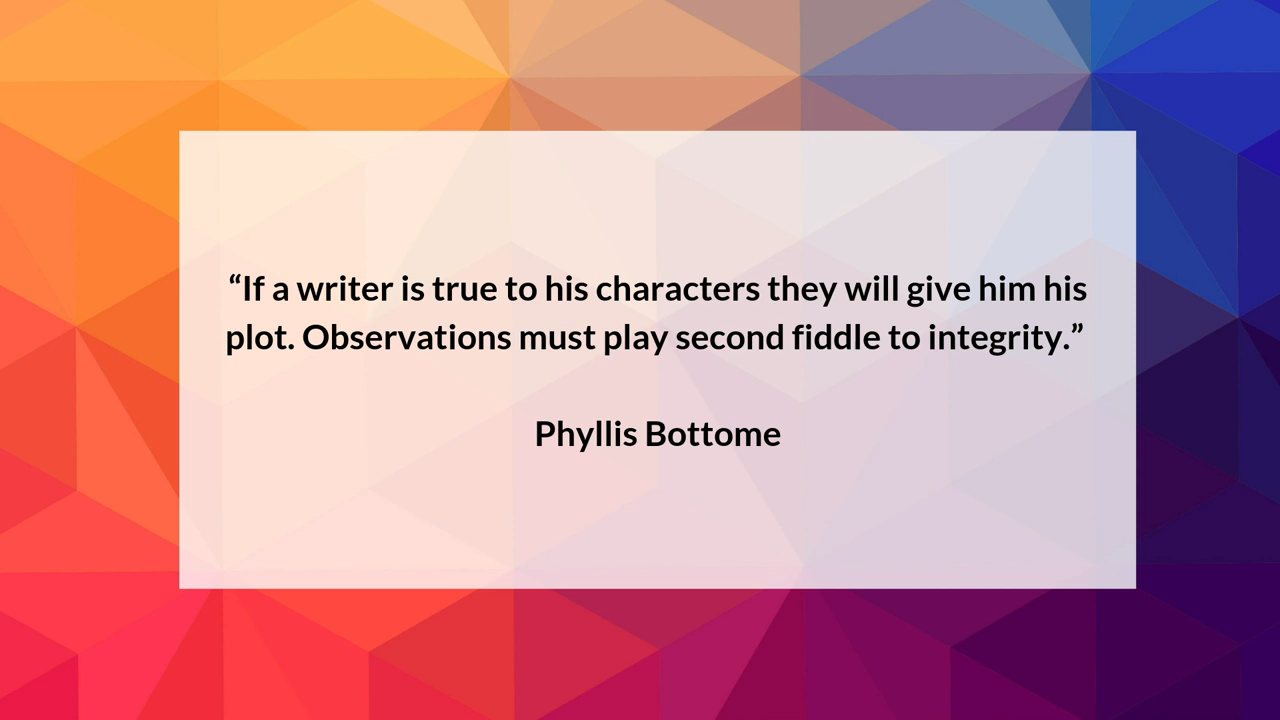 “If a writer is true to his characters they will give him his
plot. Observations must play second fiddle to integrity.”
Phyllis Bottome